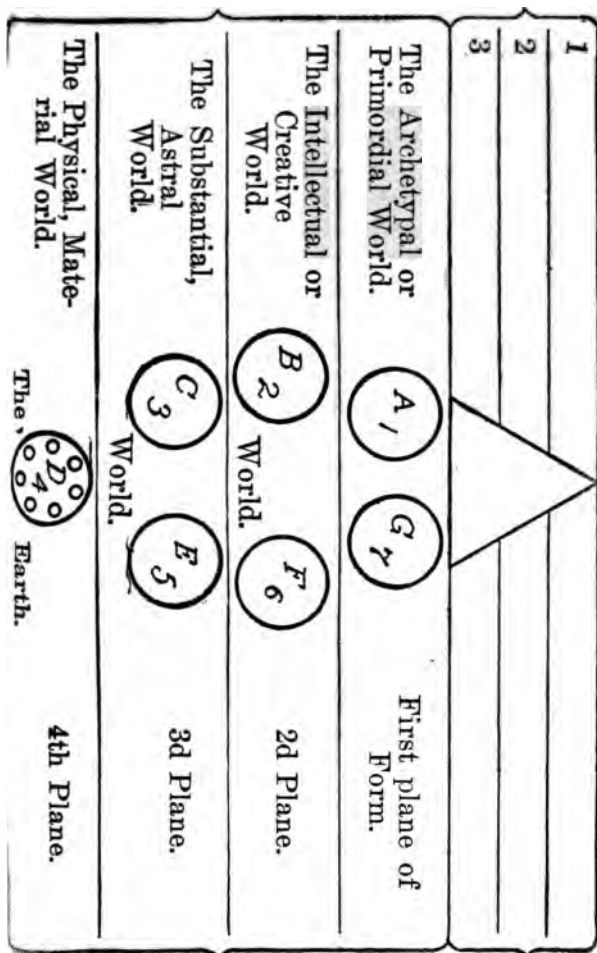 1
2
3
The Archetypal or
Primordial World.
A 1
G 7
First plane of
Form.
The Intellectual or
Creative
World.
B 2
World.
F 6
2d Plane.
The Substantial,
Astral
World.
C 3
World.
E 5
3d Plane.
The Physical, Mate-
rial World.
D 4
The Earth.
4th Plane.